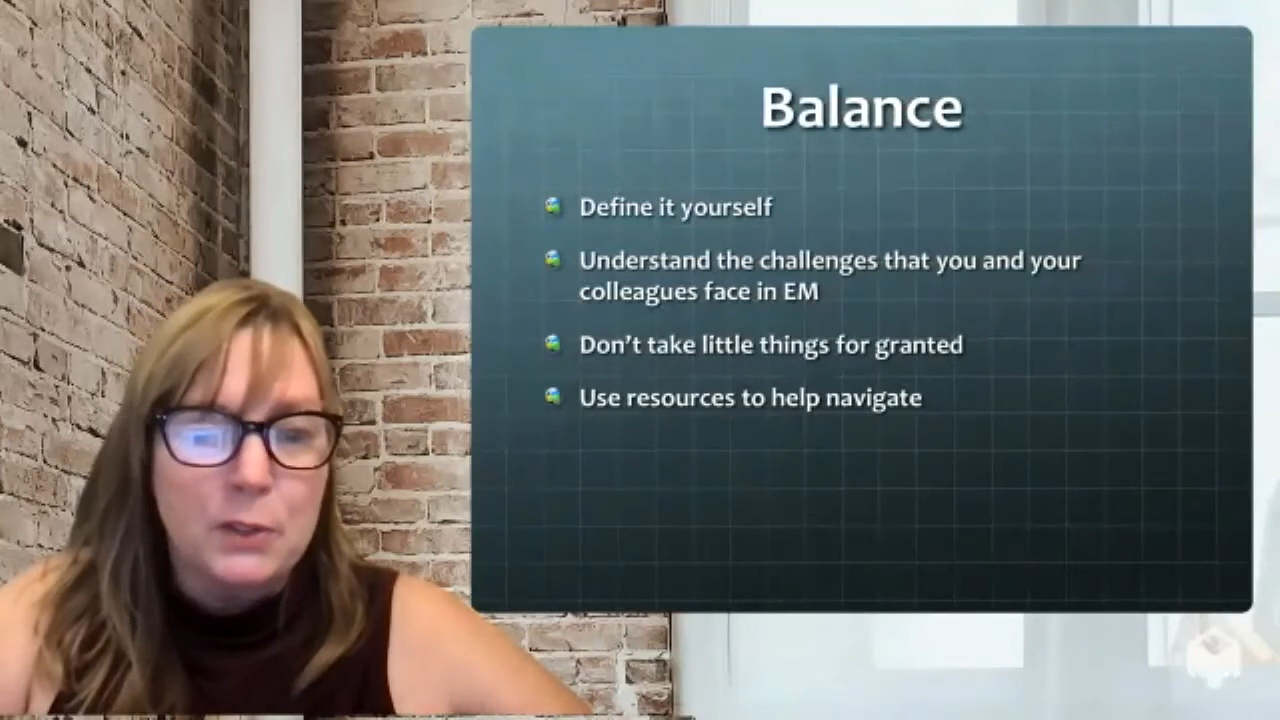 Balance
Define it yourself
Understand the challenges that you and your
colleagues face in EM
Don't take little things for granted
Use resources to help navigate